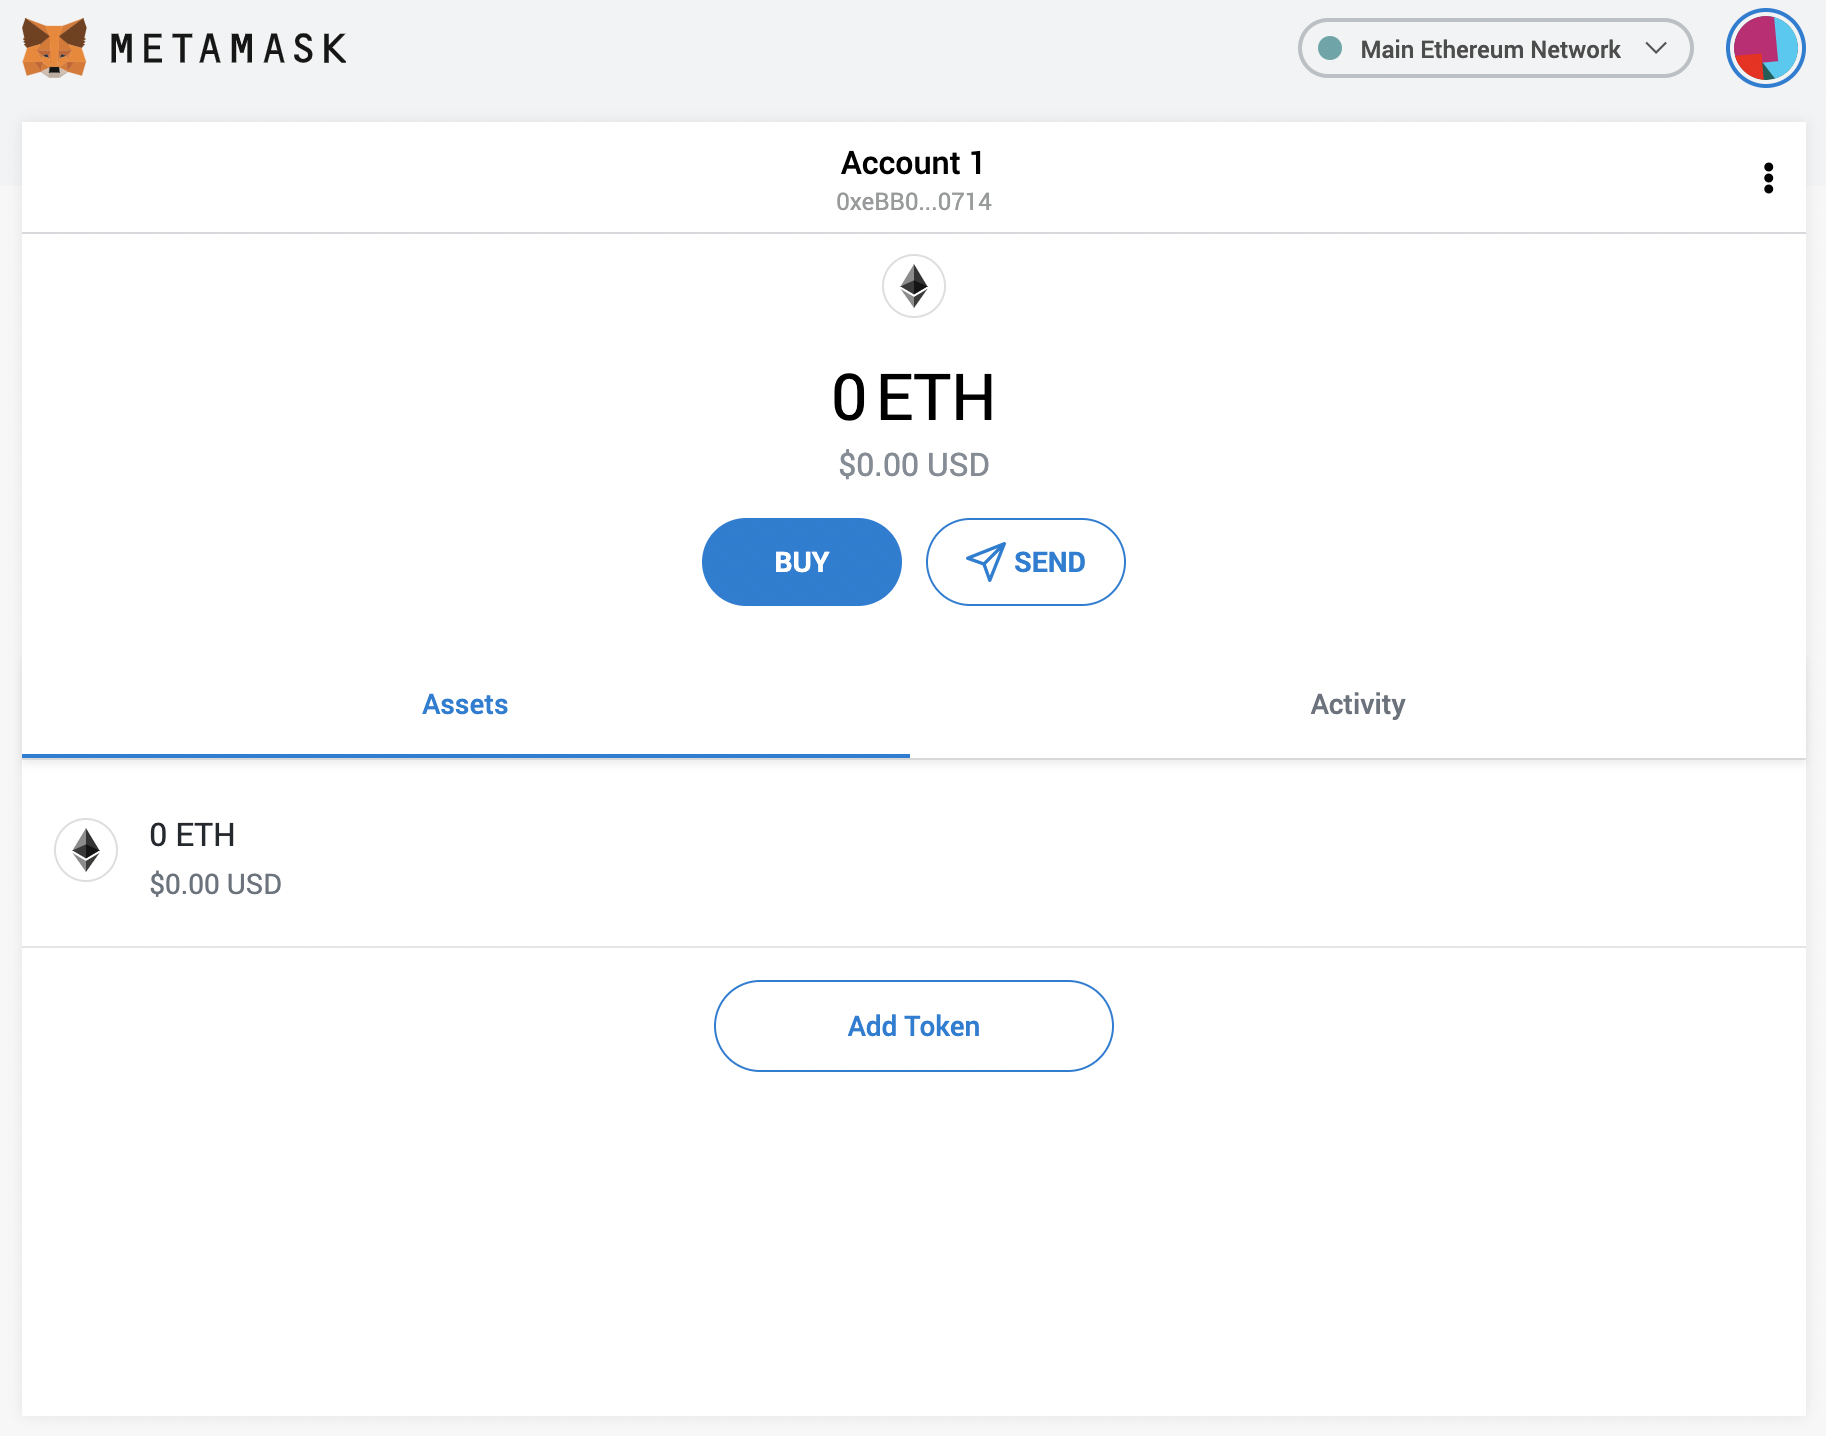 METAMASK
Main Ethereum Network
Account 1
0xeBB0...0714
0 ETH
$0.00 USD
BUY
SEND
Assets
Activity
0 ETH
$0.00 USD
Add Token